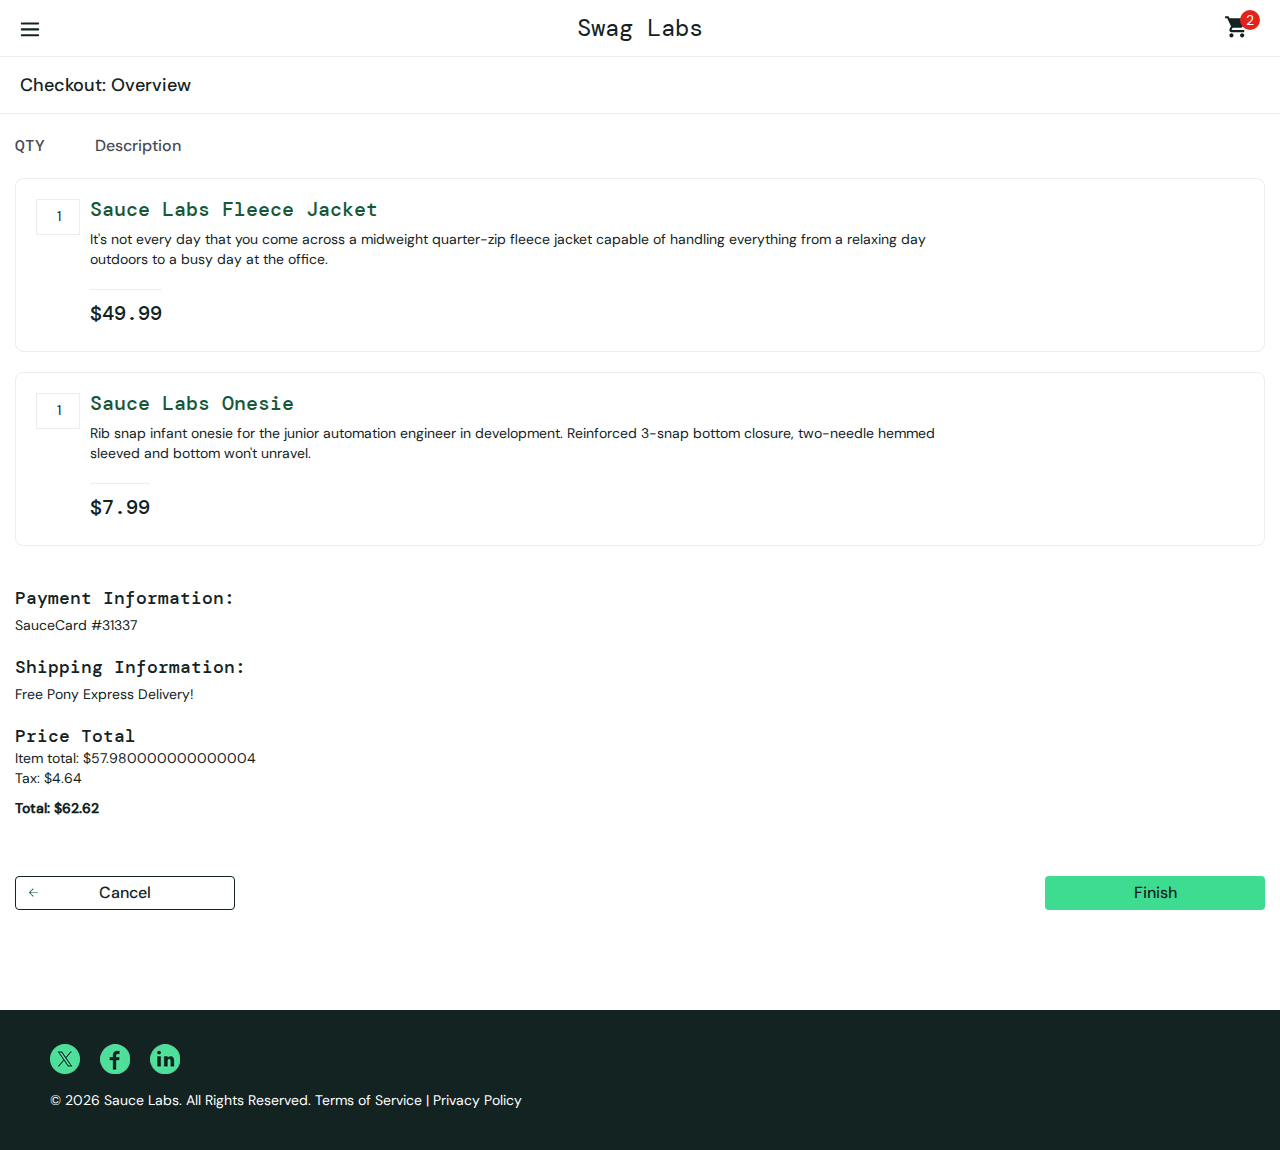 Swag Labs
2
Checkout: Overview
QTY Description
1
Sauce Labs Fleece Jacket
It's not every day that you come across a midweight quarter-zip fleece jacket capable of handling everything from a relaxing day
outdoors to a busy day at the office.
$49.99
1
Sauce Labs Onesie
Rib snap infant onesie for the junior automation engineer in development. Reinforced 3-snap bottom closure, two-needle hemmed
sleeved and bottom won't unravel.
$7.99
Payment Information:
SauceCard #31337
Shipping Information:
Free Pony Express Delivery!
Price Total
Item total: $57.980000000000004
Tax: $4.64
Total: $62.62
Cancel
Finish
© 2026 Sauce Labs. All Rights Reserved. Terms of Service | Privacy Policy